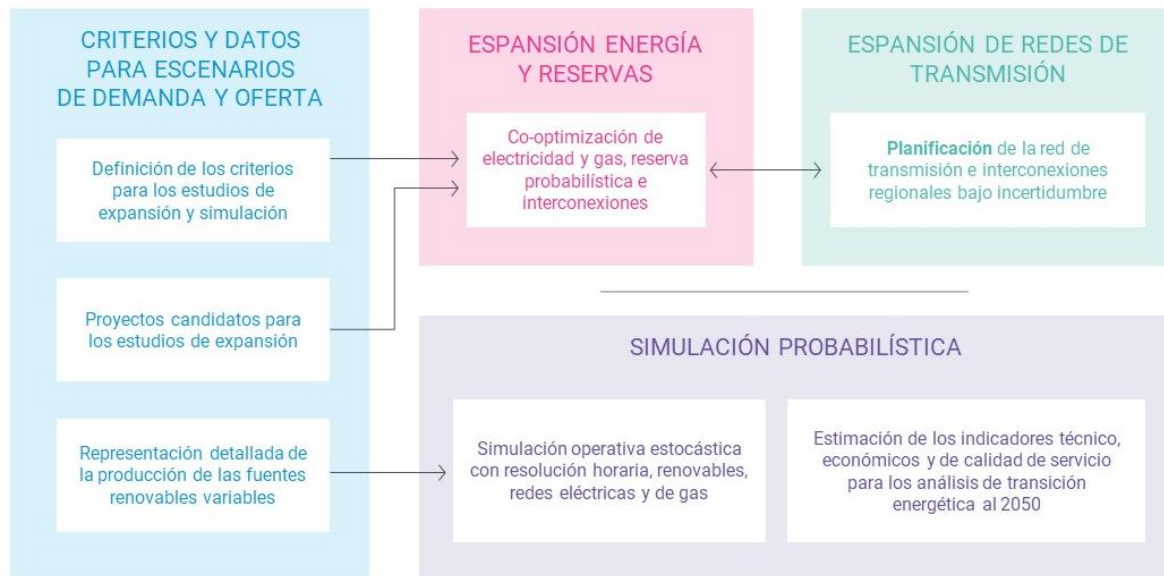 CRITERIOS Y DATOS
PARA ESCENARIOS
DE DEMANDA Y OFERTA
Definición de los criterios
para los estudios de
expansión y simulación
Proyectos candidatos para
los estudios de expansión
Representación detallada de
la producción de las fuentes
renovables variables
ESPANSIÓN ENERGÍA
Y RESERVAS
Co-optimización de
electricidad y gas, reserva
probabilística e
interconexiones
ESPANSIÓN DE REDES DE
TRANSMISIÓN
Planificación de la red de
transmisión e interconexiones
regionales bajo incertidumbre
SIMULACIÓN PROBABILÍSTICA
Simulación operativa estocástica
con resolución horaria, renovables,
redes eléctricas y de gas
Estimación de los indicadores técnico,
económicos y de calidad de servicio
para los análisis de transición
energética al 2050